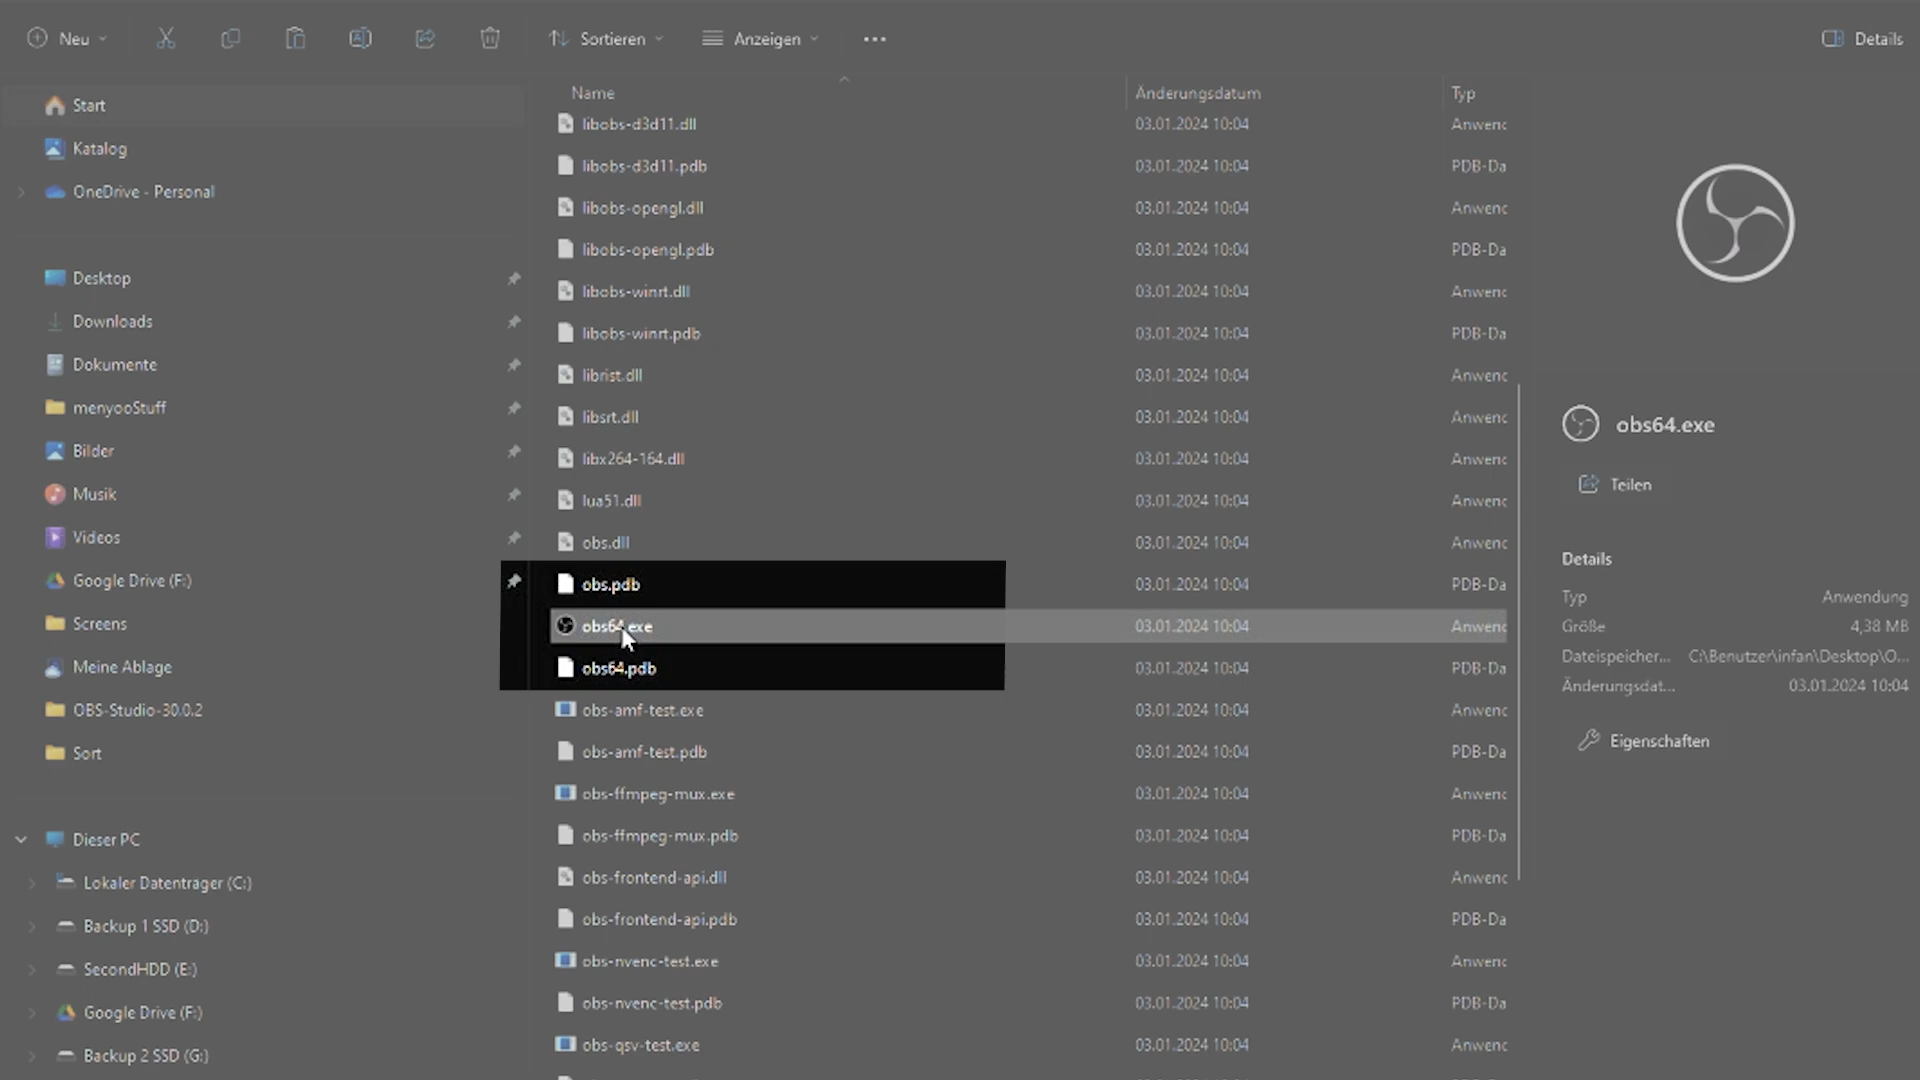 Neu
Sortieren
Anzeigen
Details
Start
Katalog
OneDrive - Personal
Desktop
Downloads
Dokumente
menyooStuff
Bilder
Musik
Videos
Google Drive (F:)
Screens
Meine Ablage
OBS-Studio-30.0.2
Sort
Dieser PC
Lokaler Datenträger (C:)
Backup 1 SSD (D:)
SecondHDD (E:)
Google Drive (F:)
Backup 2 SSD (G:)
Name Änderungsdatum Typ
libobs-d3d11.dll 03.01.2024 10:04 Anwenc
libobs-d3d11.pdb 03.01.2024 10:04 PDB-Da
libobs-opengl.dll 03.01.2024 10:04 Anwenc
libobs-opengl.pdb 03.01.2024 10:04 PDB-Da
libobs-winrt.dll 03.01.2024 10:04 Anwenc
libobs-winrt.pdb 03.01.2024 10:04 PDB-Da
librist.dll 03.01.2024 10:04 Anwenc
libsrt.dll 03.01.2024 10:04 Anwenc
libx264-164.dll 03.01.2024 10:04 Anwenc
lua51.dll 03.01.2024 10:04 Anwenc
obs.dll 03.01.2024 10:04 Anwenc
obs.pdb 03.01.2024 10:04 PDB-Da
obs64.exe 03.01.2024 10:04 Anwenc
obs64.pdb 03.01.2024 10:04 PDB-Da
obs-amf-test.exe 03.01.2024 10:04 Anwenc
obs-amf-test.pdb 03.01.2024 10:04 PDB-Da
obs-ffmpeg-mux.exe 03.01.2024 10:04 Anwenc
obs-ffmpeg-mux.pdb 03.01.2024 10:04 PDB-Da
obs-frontend-api.dll 03.01.2024 10:04 Anwenc
obs-frontend-api.pdb 03.01.2024 10:04 PDB-Da
obs-nvenc-test.exe 03.01.2024 10:04 Anwenc
obs-nvenc-test.pdb 03.01.2024 10:04 PDB-Da
obs-qsv-test.exe 03.01.2024 10:04 Anwenc
obs64.exe
Teilen
Details
Typ Anwendung
Größe 4,38 MB
Dateispeicher... C:\Benutzer\infan\Desktop\O...
Änderungsdat... 03.01.2024 10:04
Eigenschaften